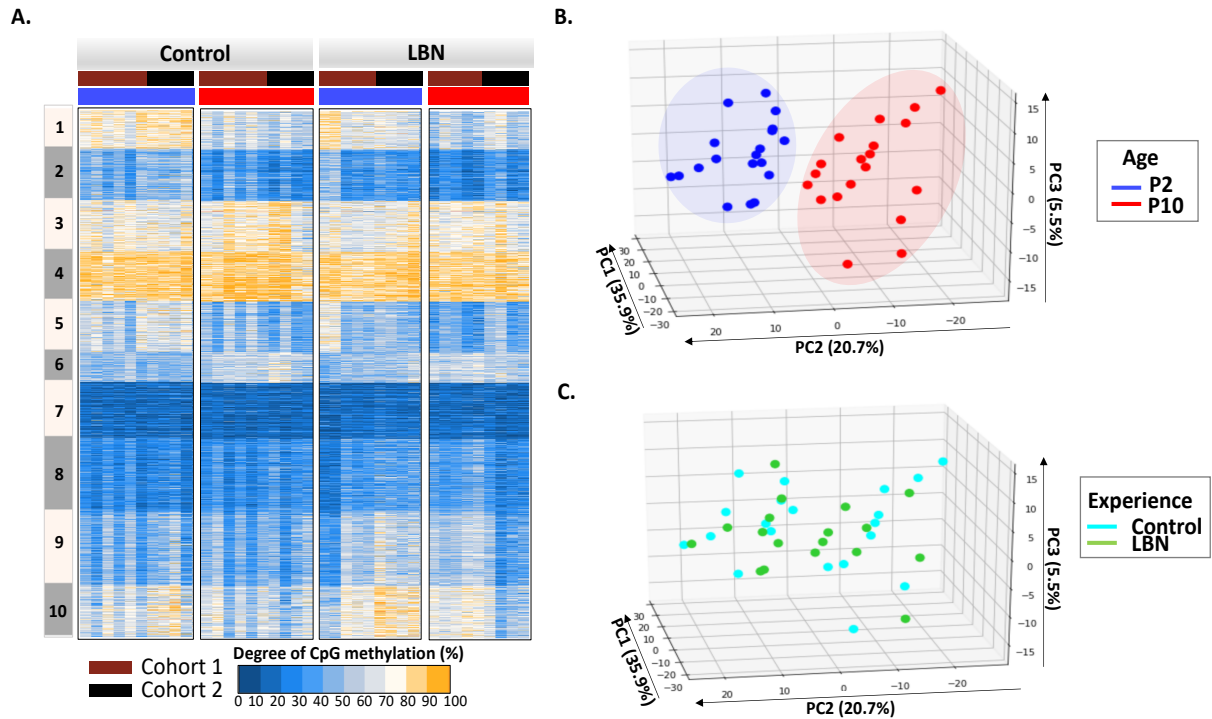 A.
Control
LBN
1
2
3
4
5
6
7
8
9
10
Cohort 1
Cohort 2
Degree of CpG methylation (%)
0 10 20 30 40 50 60 70 80 90 100
B.
15
10
5
0
−5
−10
−15
PC3 (5.5%)
30
20
10
0
−10
−20
−30
PC1 (35.9%)
20 10 0 −10 −20
PC2 (20.7%)
Age
P2
P10
C.
15
10
5
0
−5
−10
−15
PC3 (5.5%)
30
20
10
0
−10
−20
−30
PC1 (35.9%)
20 10 0 −10 −20
PC2 (20.7%)
Experience
Control
LBN